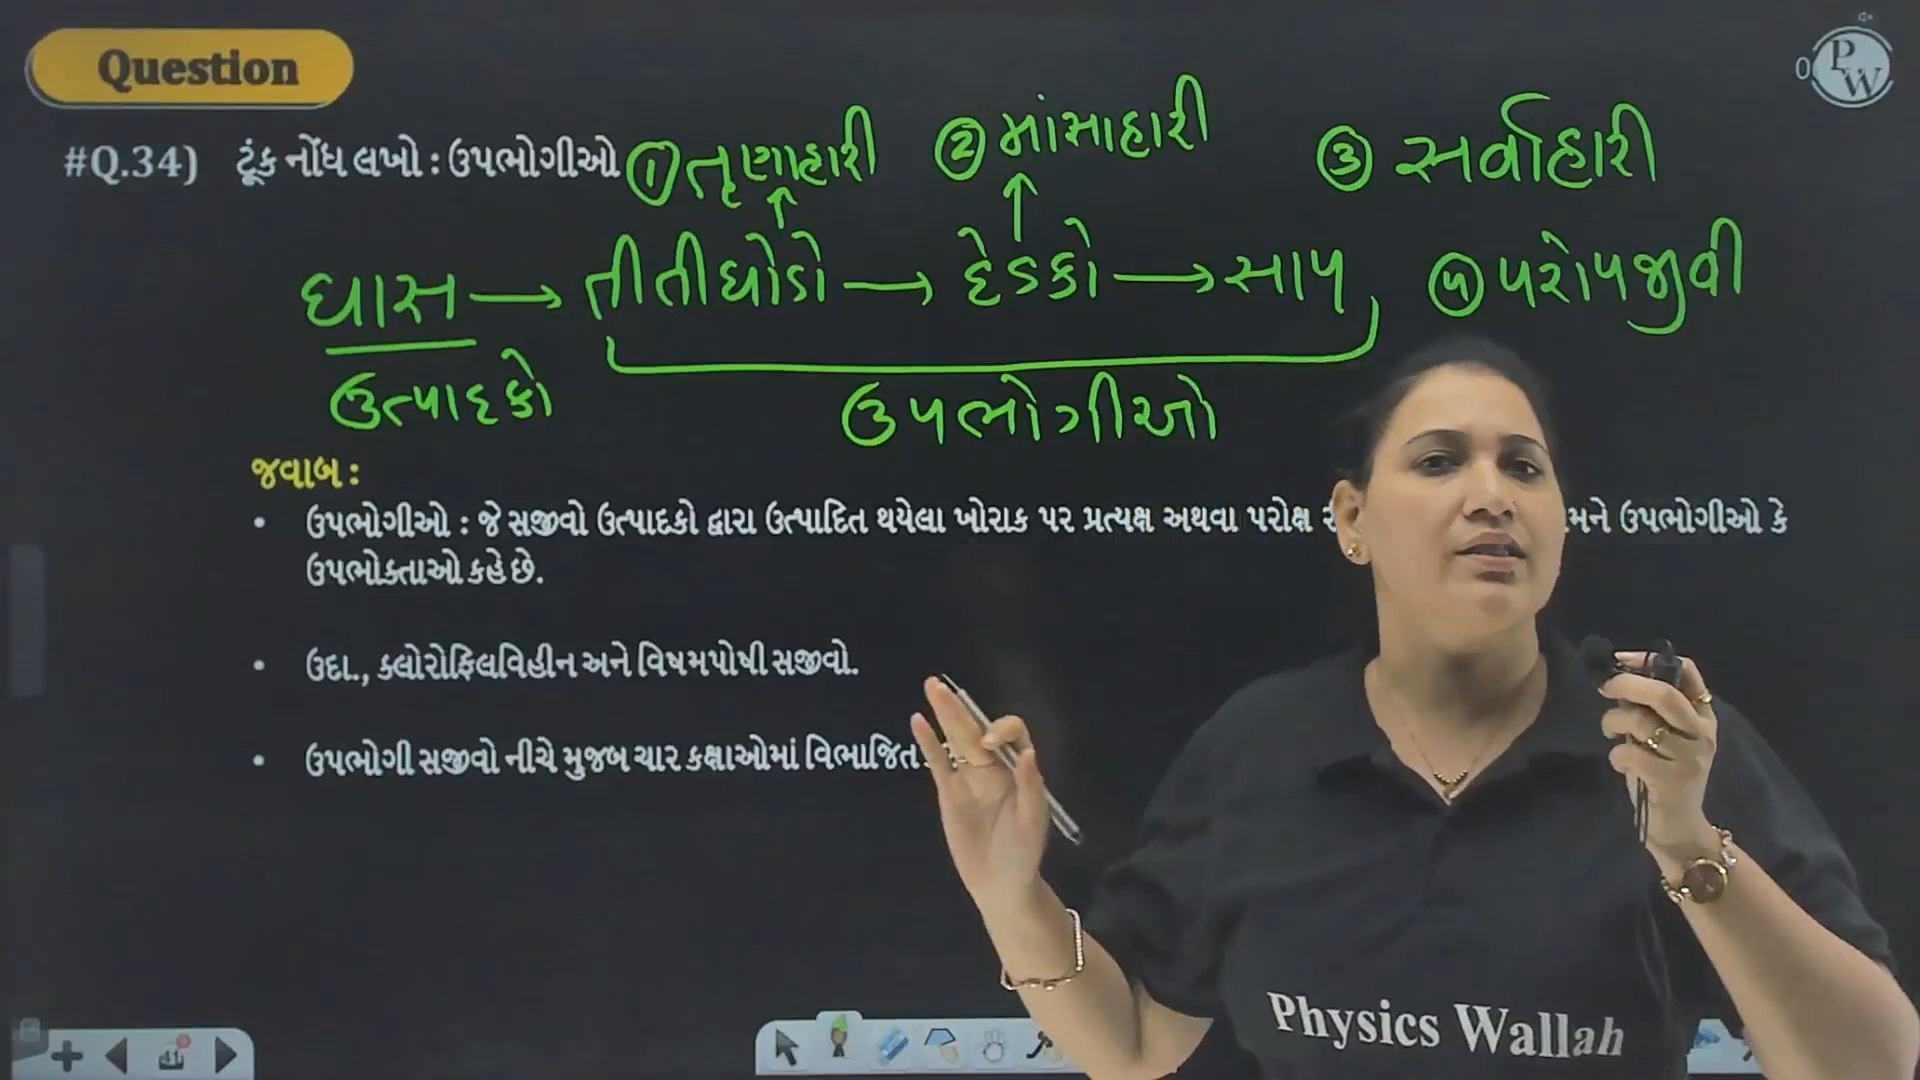 Question
PW
#Q.34) ટૂંક નોંધ લખો : ઉપભોગીઓ
① તૃણાહારી ② માંસાહારી ③ સર્વાહારી
ઘાસ → તીતીઘોડો → દેડકો → સાપ ④ પરોપજીવી
ઉત્પાદકો ઉપભોગીઓ
જવાબ :
• ઉપભોગીઓ : જે સજીવો ઉત્પાદકો દ્વારા ઉત્પાદિત થયેલા ખોરાક પર પ્રત્યક્ષ અથવા પરોક્ષ મને ઉપભોગીઓ કે
ઉપભોક્તાઓ કહે છે.
• ઉદા., ક્લોરોફિલવિહીન અને વિષમપોષી સજીવો.
• ઉપભોગી સજીવો નીચે મુજબ ચાર કક્ષાઓમાં વિભાજિત
Physics Wallah
41